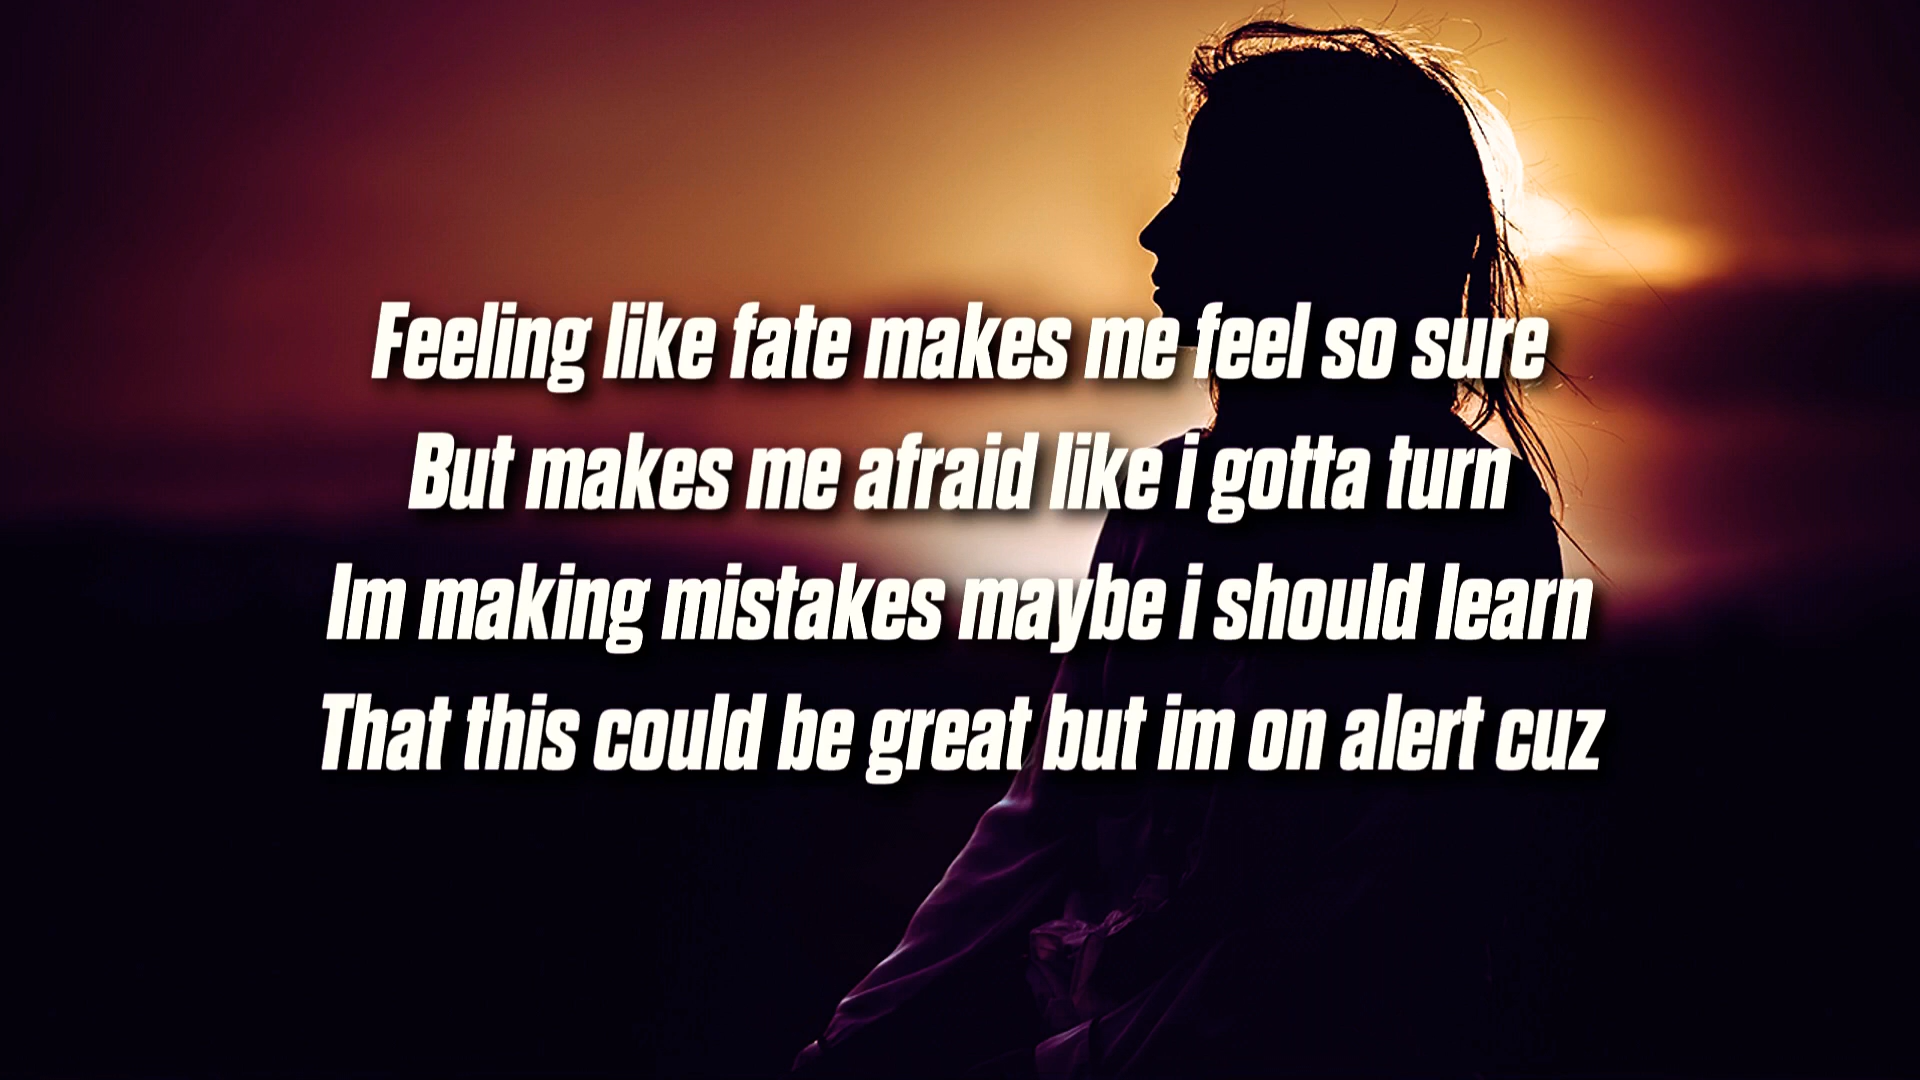 Feeling like fate makes me feel so sure
But makes me afraid like i gotta turn
Im making mistakes maybe i should learn
That this could be great but im on alert cuz